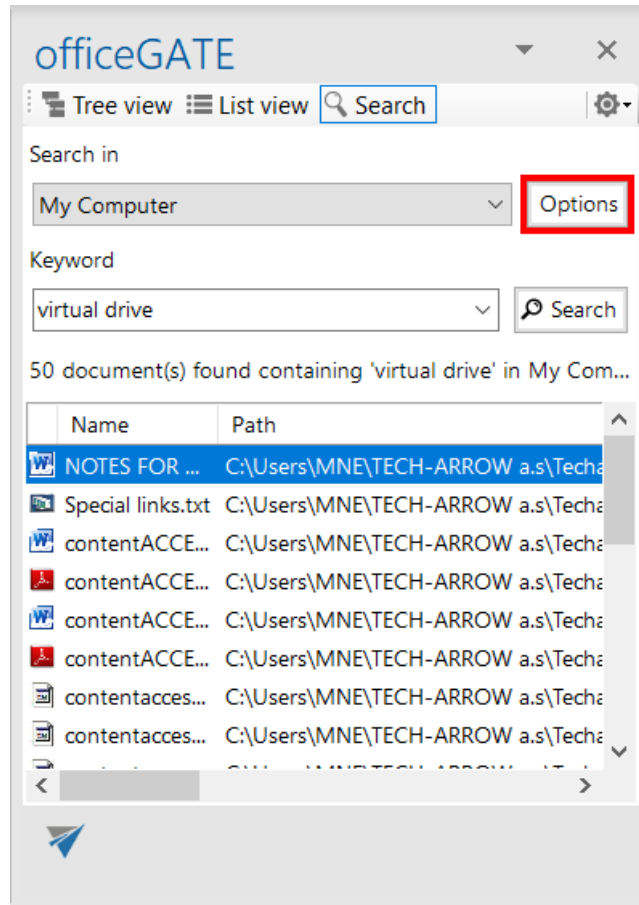 officeGATE
Tree view List view Search
Search in
My Computer Options
Keyword
virtual drive Search
50 document(s) found containing 'virtual drive' in My Com...
Name Path
NOTES FOR ... C:\Users\MNE\TECH-ARROW a.s\Techa
Special links.txt C:\Users\MNE\TECH-ARROW a.s\Techa
contentACCE... C:\Users\MNE\TECH-ARROW a.s\Techa
contentACCE... C:\Users\MNE\TECH-ARROW a.s\Techa
contentACCE... C:\Users\MNE\TECH-ARROW a.s\Techa
contentACCE... C:\Users\MNE\TECH-ARROW a.s\Techa
contentacces... C:\Users\MNE\TECH-ARROW a.s\Techa
contentacces... C:\Users\MNE\TECH-ARROW a.s\Techa